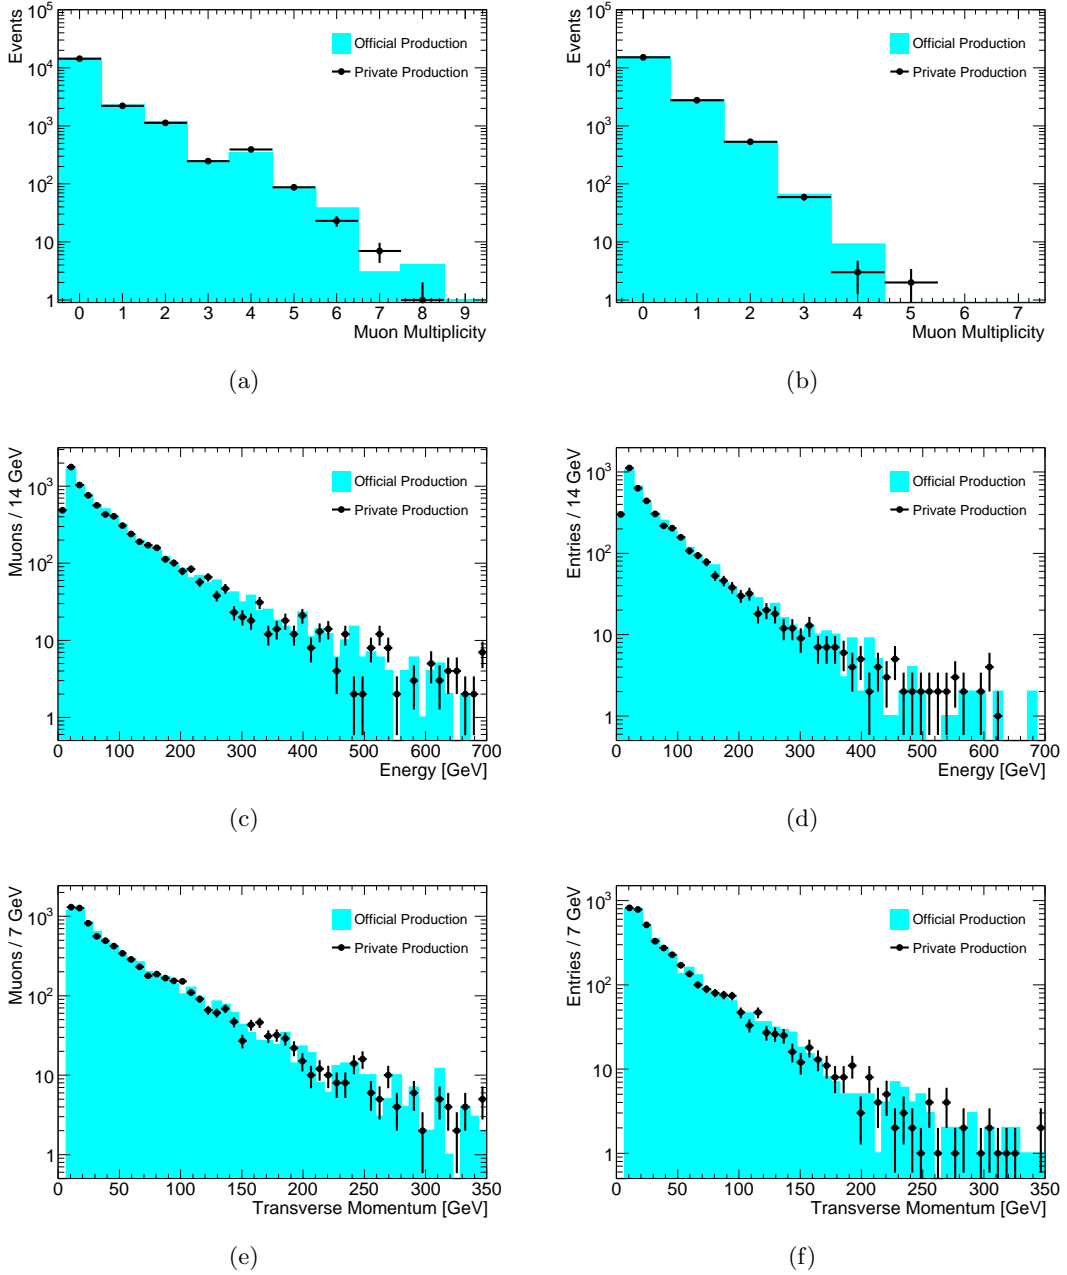 Events
10^5
10^4
10^3
10^2
10
1
Official Production
Private Production
0 1 2 3 4 5 6 7 8 9
Muon Multiplicity
(a)
Events
10^5
10^4
10^3
10^2
10
1
Official Production
Private Production
0 1 2 3 4 5 6 7
Muon Multiplicity
(b)
Muons / 14 GeV
10^3
10^2
10
1
Official Production
Private Production
0 100 200 300 400 500 600 700
Energy [GeV]
(c)
Entries / 14 GeV
10^3
10^2
10
1
Official Production
Private Production
0 100 200 300 400 500 600 700
Energy [GeV]
(d)
Muons / 7 GeV
10^3
10^2
10
1
Official Production
Private Production
0 50 100 150 200 250 300 350
Transverse Momentum [GeV]
(e)
Entries / 7 GeV
10^3
10^2
10
1
Official Production
Private Production
0 50 100 150 200 250 300 350
Transverse Momentum [GeV]
(f)